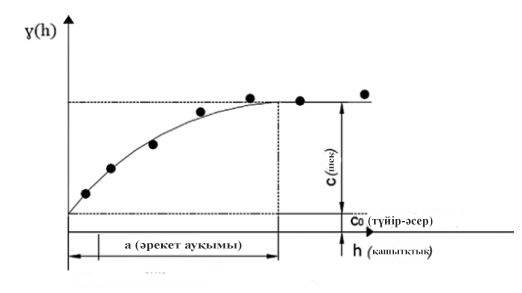 γ(h)
C (шек)
C₀ (түйір-әсер)
a (әрекет ауқымы)
h (қашықтық)